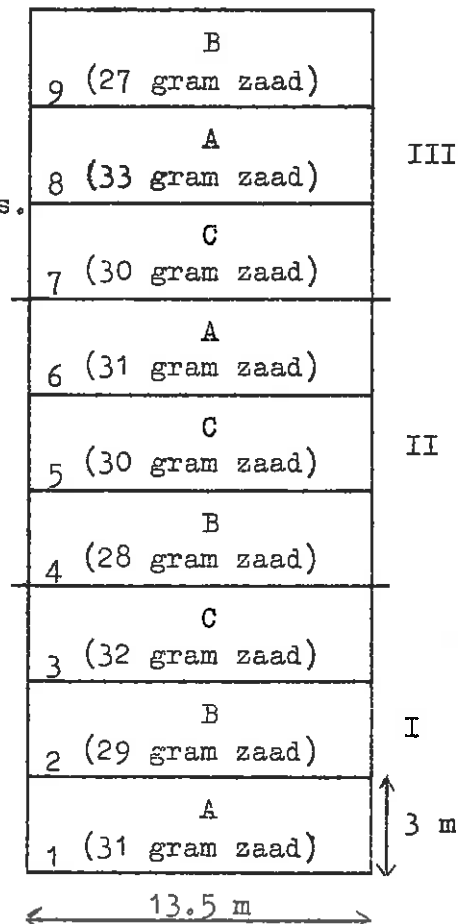 B
9 (27 gram zaad)
A
III
8 (33 gram zaad)
s.
C
7 (30 gram zaad)
A
6 (31 gram zaad)
C
II
5 (30 gram zaad)
B
4 (28 gram zaad)
C
3 (32 gram zaad)
B
I
2 (29 gram zaad)
A
3 m
1 (31 gram zaad)
13.5 m